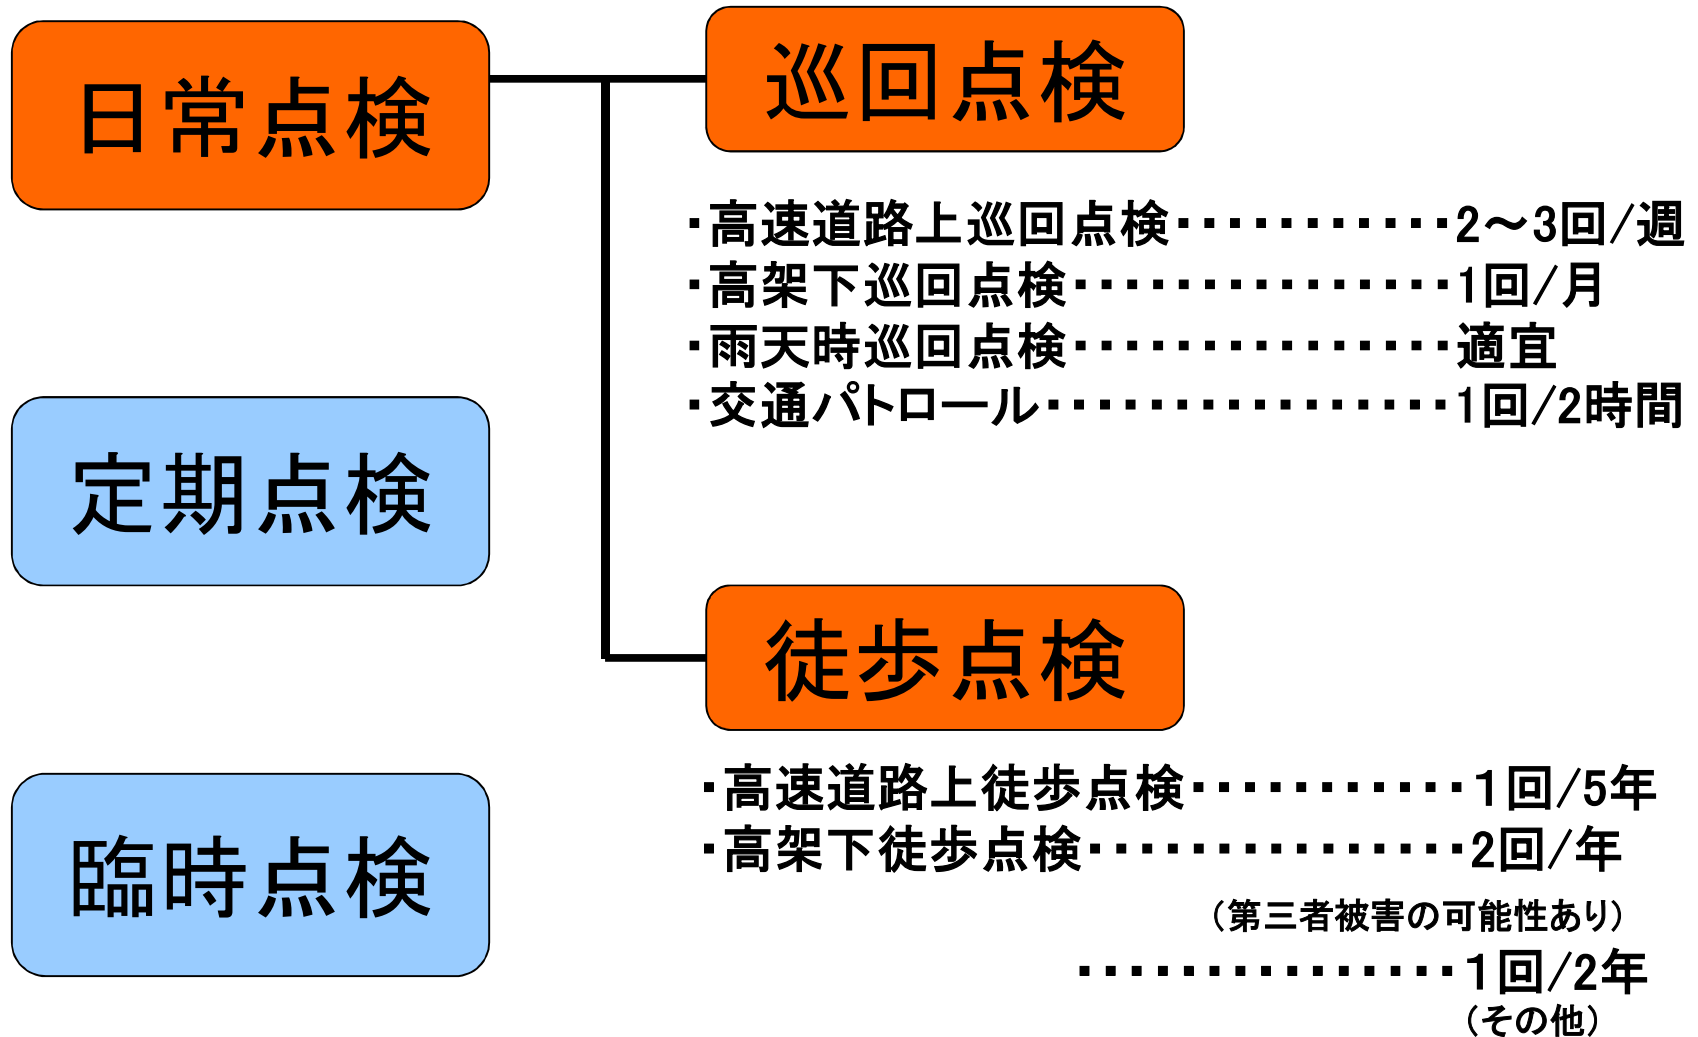 日常点検
巡回点検
・高速道路上巡回点検・・・・・・・・・・・2～3回/週
・高架下巡回点検・・・・・・・・・・・・・・・1回/月
・雨天時巡回点検・・・・・・・・・・・・・・・適宜
・交通パトロール・・・・・・・・・・・・・・・・1回/2時間
定期点検
徒歩点検
・高速道路上徒歩点検・・・・・・・・・・・１回/5年
・高架下徒歩点検・・・・・・・・・・・・・・・2回/年
（第三者被害の可能性あり）
・・・・・・・・・・・・・・・１回/2年
（その他）
臨時点検